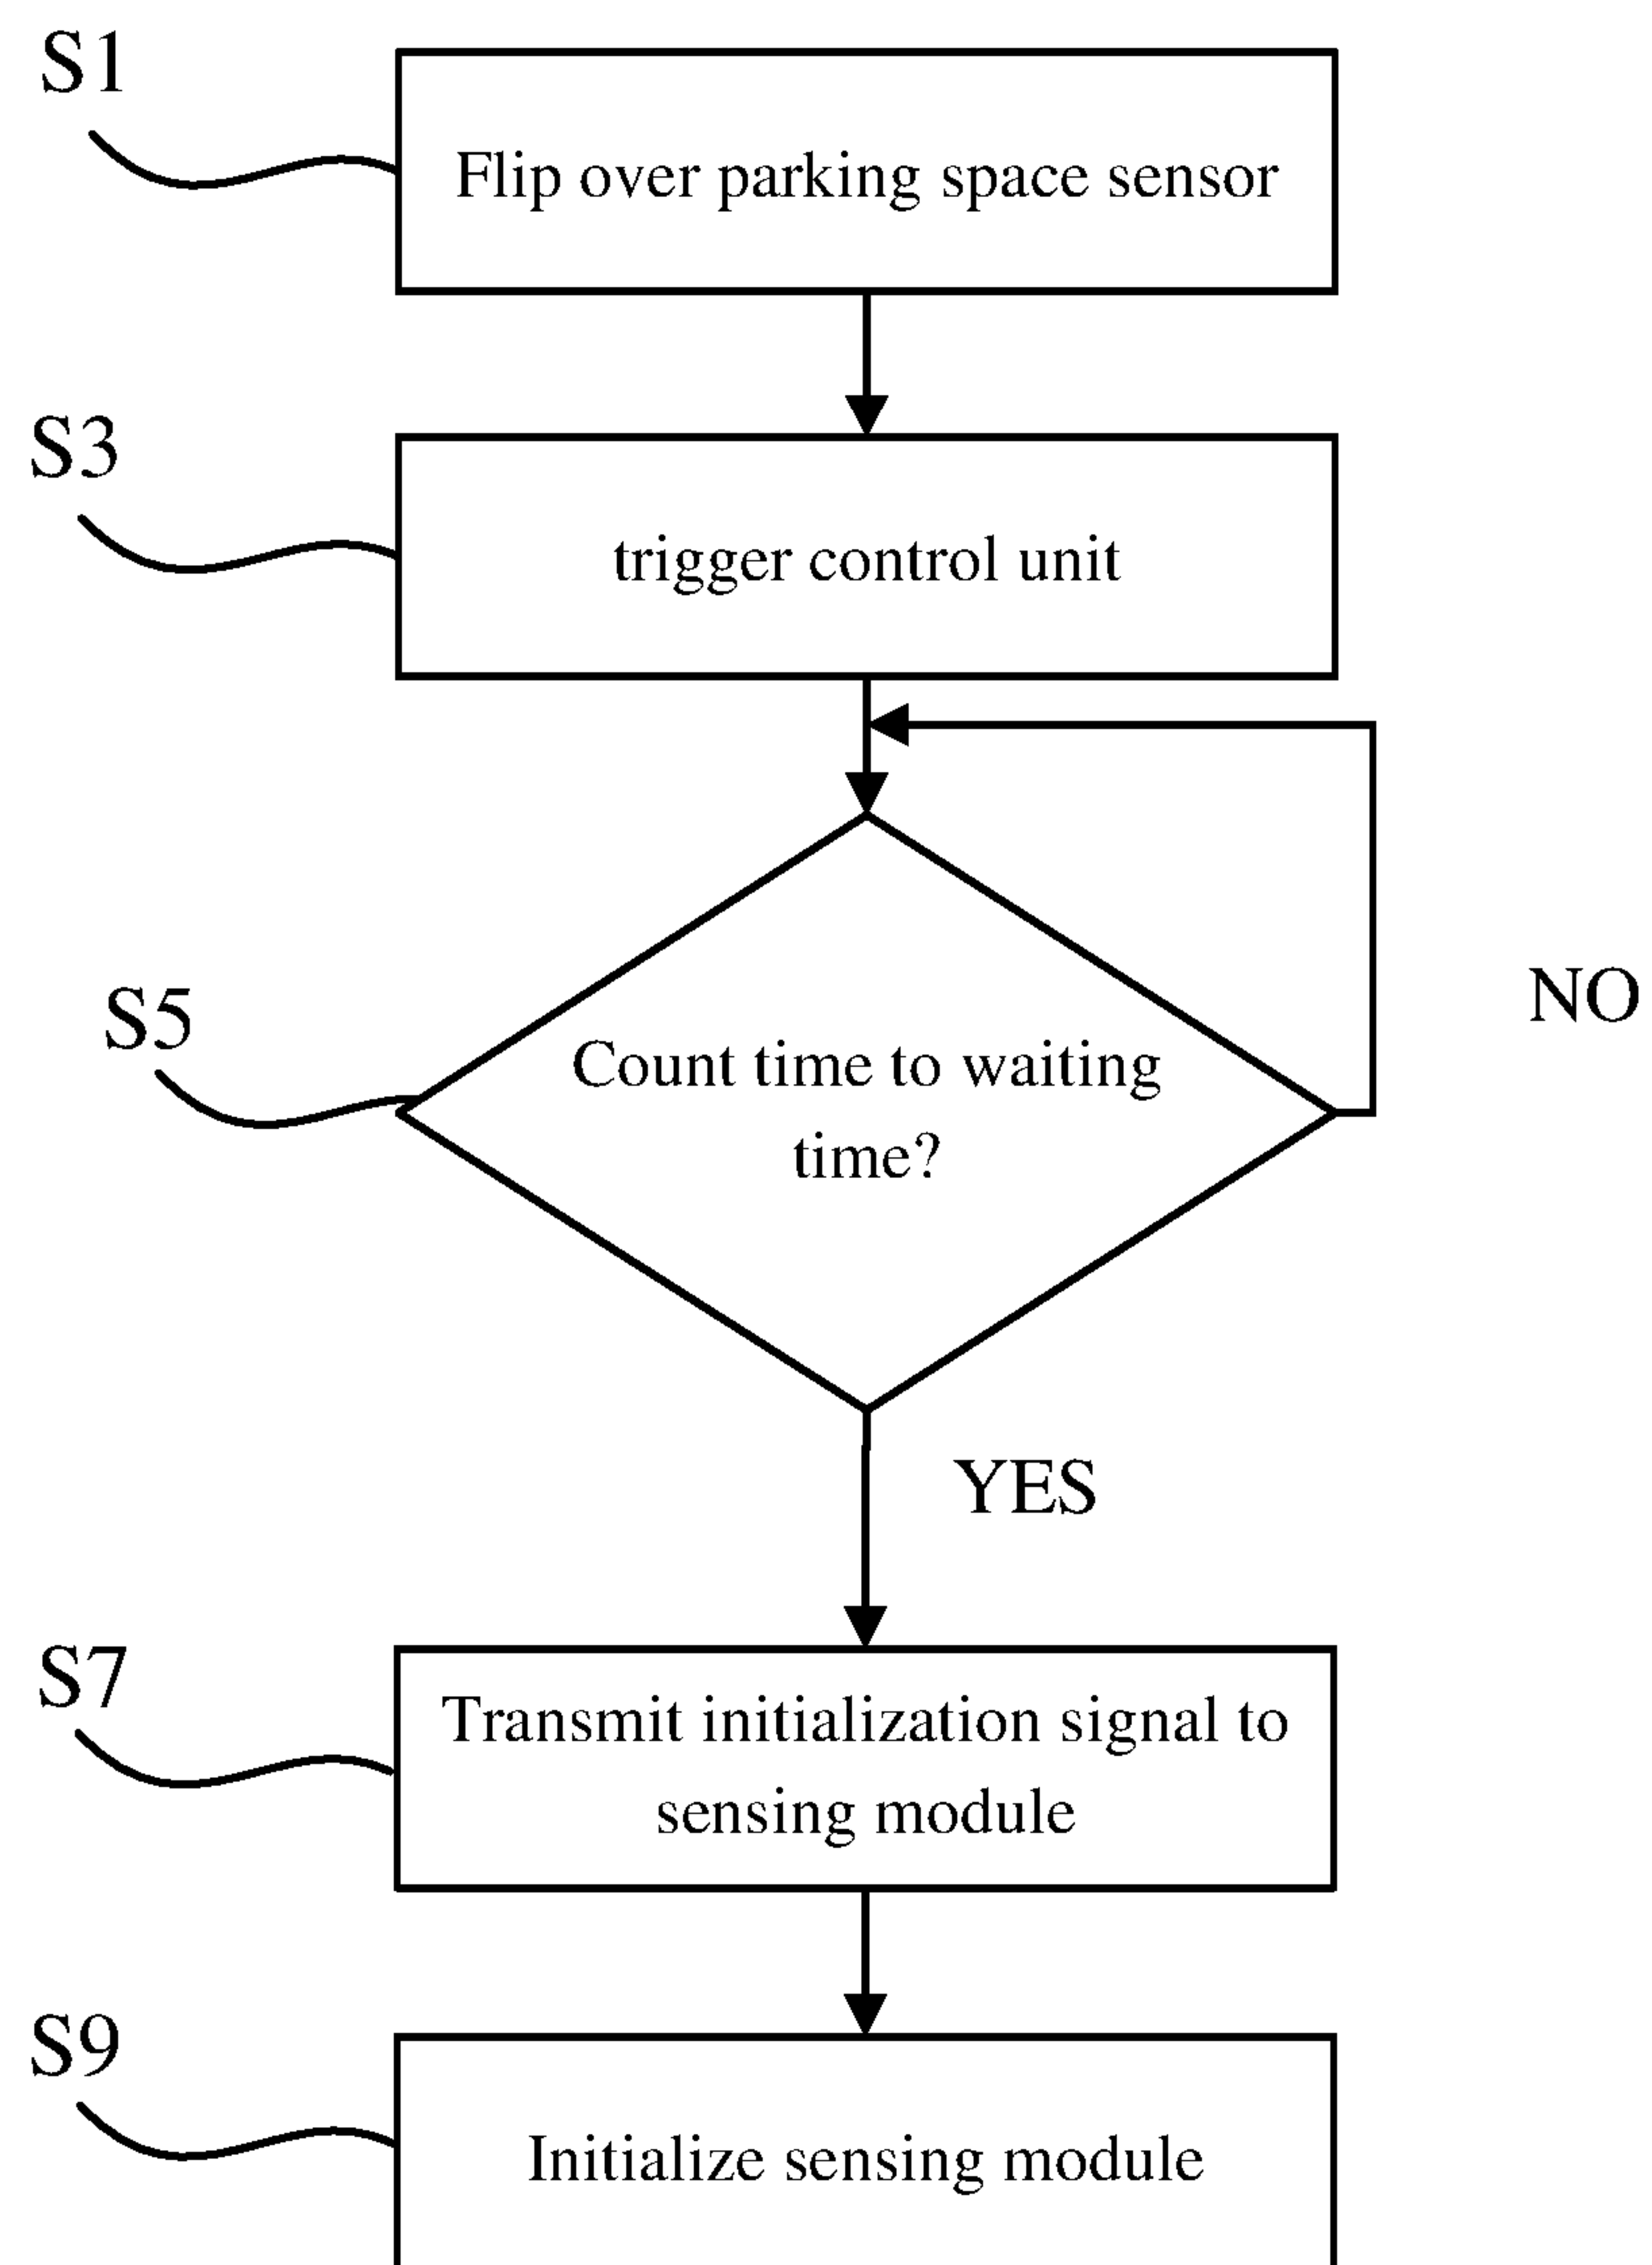 S1
Flip over parking space sensor
S3
trigger control unit
S5
Count time to waiting
time?
NO
YES
S7
Transmit initialization signal to
sensing module
S9
Initialize sensing module